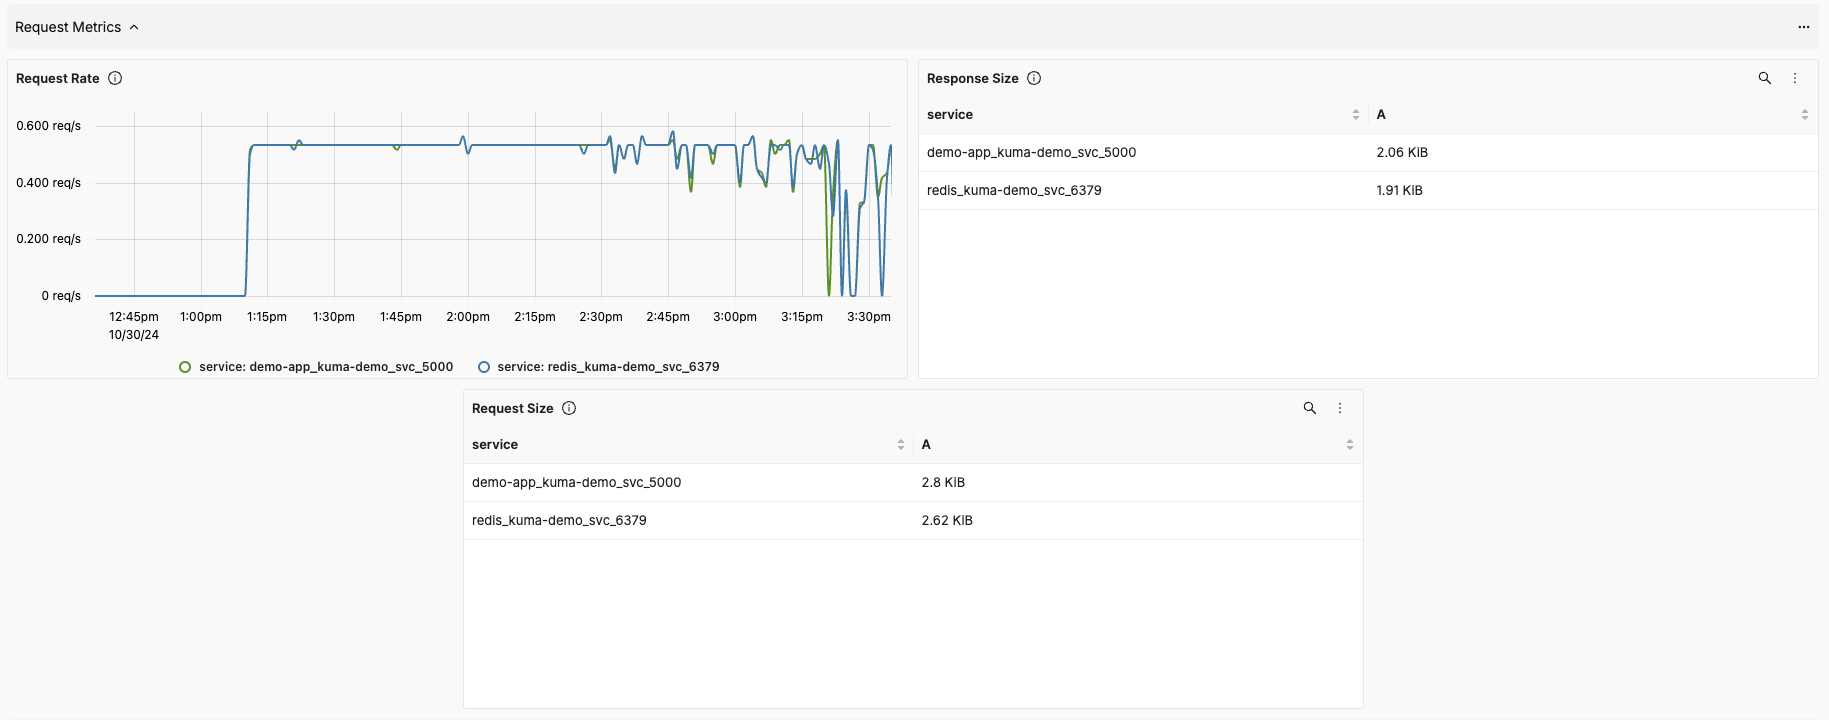 Request Metrics
Request Rate
0.600 req/s
0.400 req/s
0.200 req/s
0 req/s
12:45pm 1:00pm 1:15pm 1:30pm 1:45pm 2:00pm 2:15pm 2:30pm 2:45pm 3:00pm 3:15pm 3:30pm
10/30/24
service: demo-app_kuma-demo_svc_5000 service: redis_kuma-demo_svc_6379
Response Size
service A
demo-app_kuma-demo_svc_5000 2.06 KiB
redis_kuma-demo_svc_6379 1.91 KiB
Request Size
service A
demo-app_kuma-demo_svc_5000 2.8 KiB
redis_kuma-demo_svc_6379 2.62 KiB